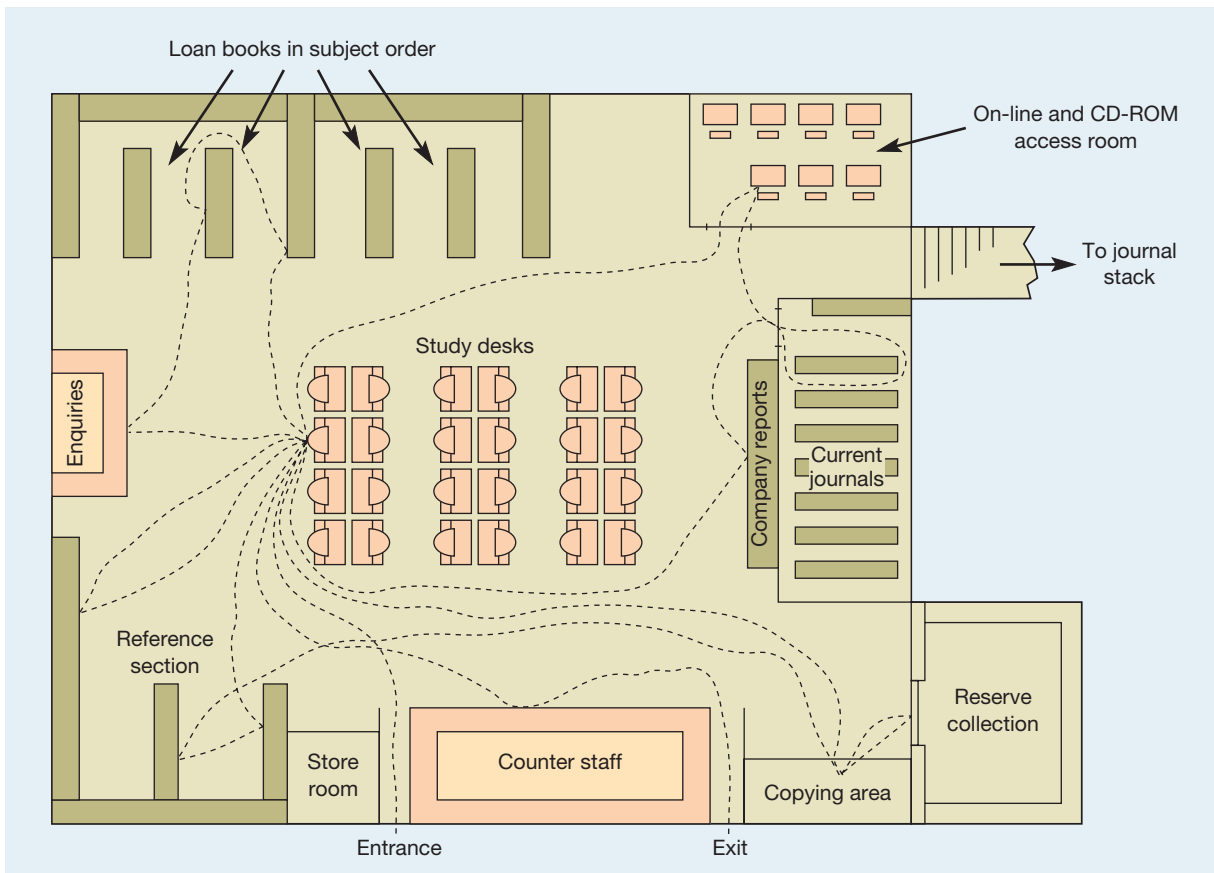 Loan books in subject order
On-line and CD-ROM
access room
To journal
stack
Study desks
Enquiries
Company reports
Current
journals
Reference
section
Reserve
collection
Store
room
Counter staff
Copying area
Entrance
Exit